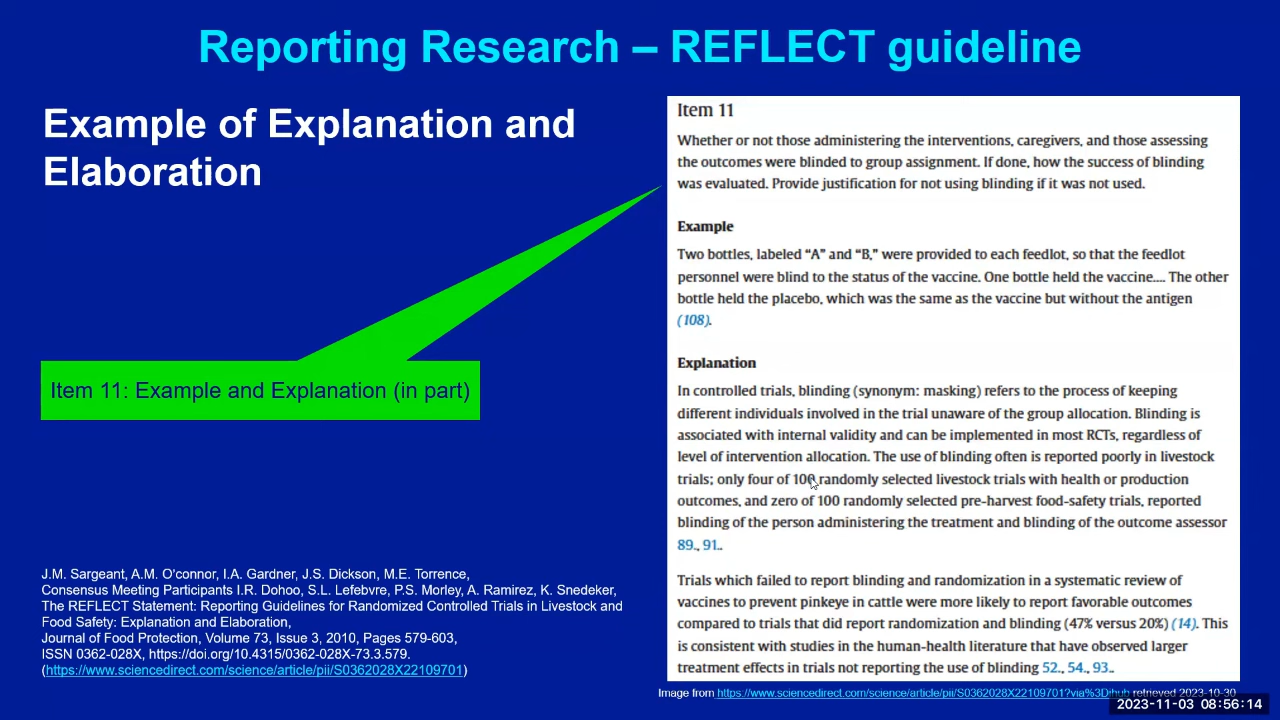 Reporting Research – REFLECT guideline
Example of Explanation and
Elaboration
Item 11: Example and Explanation (in part)
J.M. Sargeant, A.M. O'connor, I.A. Gardner, J.S. Dickson, M.E. Torrence,
Consensus Meeting Participants I.R. Dohoo, S.L. Lefebvre, P.S. Morley, A. Ramirez, K. Snedeker,
The REFLECT Statement: Reporting Guidelines for Randomized Controlled Trials in Livestock and
Food Safety: Explanation and Elaboration,
Journal of Food Protection, Volume 73, Issue 3, 2010, Pages 579-603,
ISSN 0362-028X, https://doi.org/10.4315/0362-028X-73.3.579.
(https://www.sciencedirect.com/science/article/pii/S0362028X22109701)
Item 11
Whether or not those administering the interventions, caregivers, and those assessing
the outcomes were blinded to group assignment. If done, how the success of blinding
was evaluated. Provide justification for not using blinding if it was not used.
Example
Two bottles, labeled “A” and “B,” were provided to each feedlot, so that the feedlot
personnel were blind to the status of the vaccine. One bottle held the vaccine.... The other
bottle held the placebo, which was the same as the vaccine but without the antigen
(108).
Explanation
In controlled trials, blinding (synonym: masking) refers to the process of keeping
different individuals involved in the trial unaware of the group allocation. Blinding is
associated with internal validity and can be implemented in most RCTs, regardless of
level of intervention allocation. The use of blinding often is reported poorly in livestock
trials; only four of 100 randomly selected livestock trials with health or production
outcomes, and zero of 100 randomly selected pre-harvest food-safety trials, reported
blinding of the person administering the treatment and blinding of the outcome assessor
89., 91..
Trials which failed to report blinding and randomization in a systematic review of
vaccines to prevent pinkeye in cattle were more likely to report favorable outcomes
compared to trials that did report randomization and blinding (47% versus 20%) (14). This
is consistent with studies in the human-health literature that have observed larger
treatment effects in trials not reporting the use of blinding 52., 54., 93..
Image from https://www.sciencedirect.com/science/article/pii/S0362028X22109701?via%3Dihub retrieved 2023-10-30
2023-11-03 08:56:14